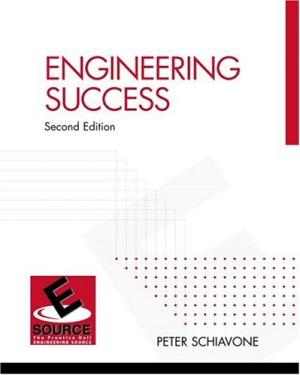 ENGINEERING
SUCCESS
Second Edition
E
SOURCE
The Prentice Hall
ENGINEERING SOURCE
PETER SCHIAVONE